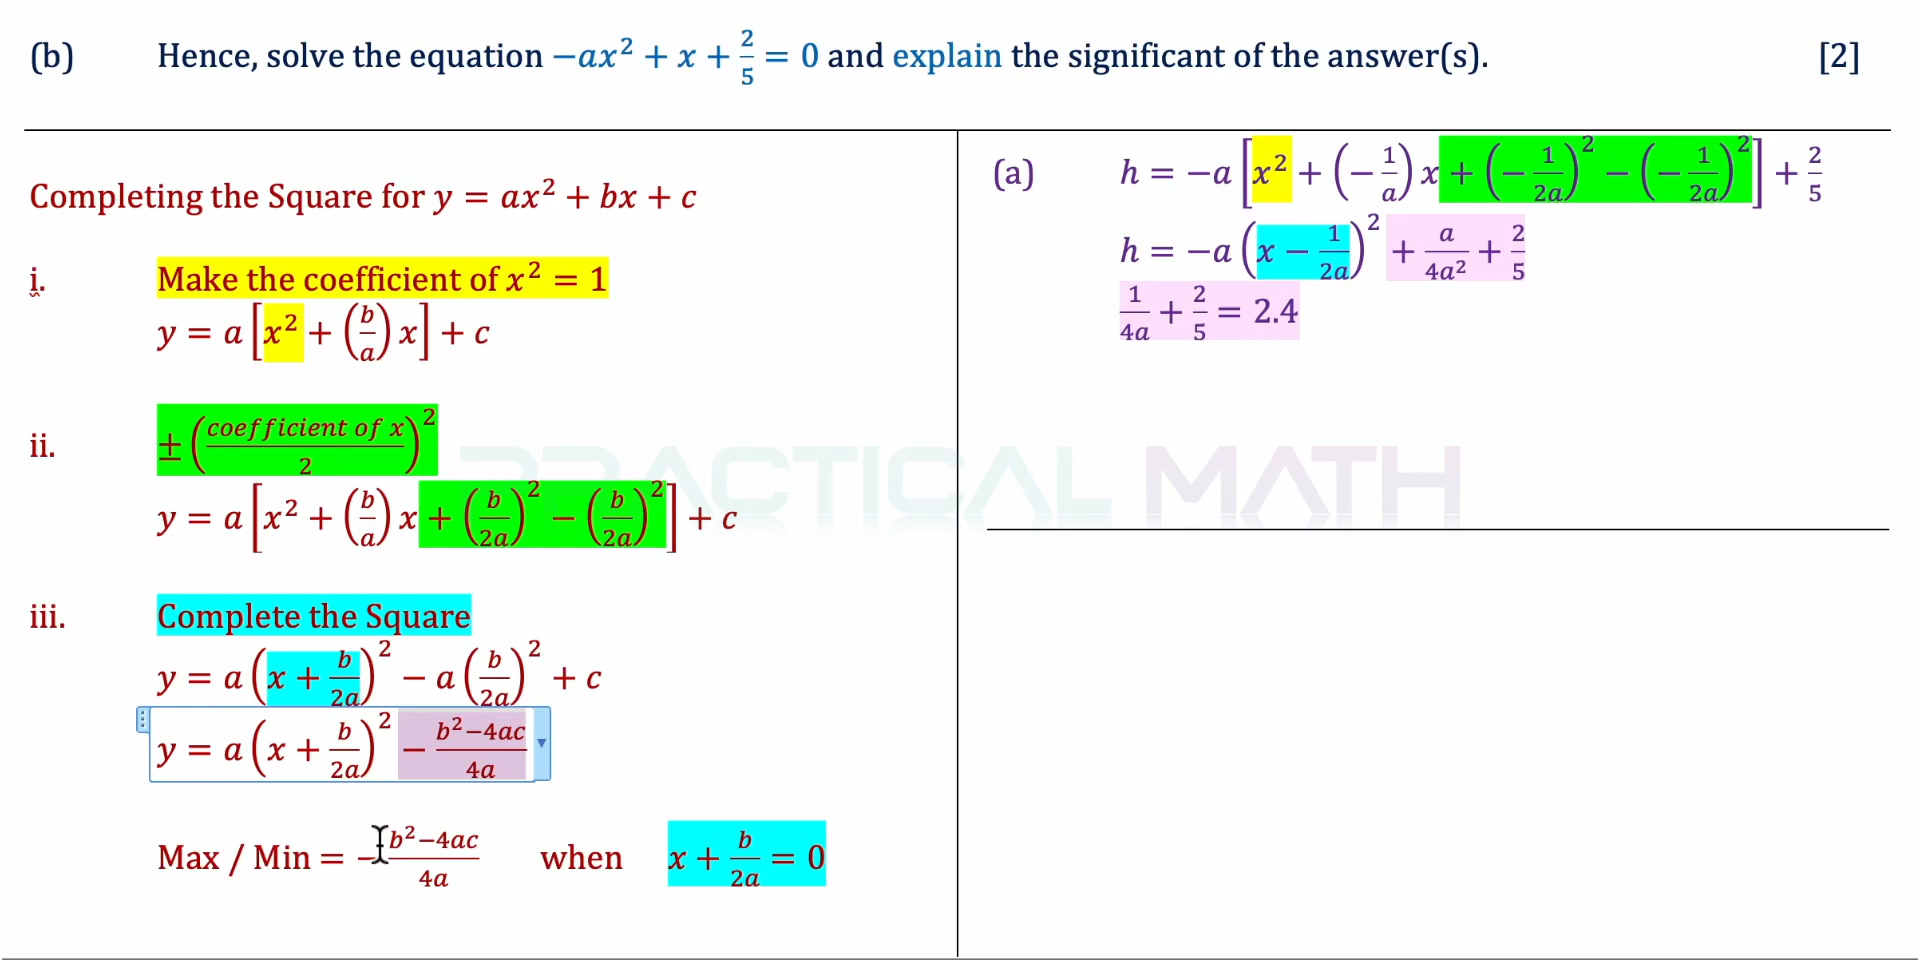 (b) Hence, solve the equation −ax² + x + 2/5 = 0 and explain the significant of the answer(s). [2]
Completing the Square for y = ax² + bx + c
i. Make the coefficient of x² = 1
y = a[x² + (b/a)x] + c
ii. ±(coefficient of x/2)²
y = a[x² + (b/a)x + (b/2a)² − (b/2a)²] + c
iii. Complete the Square
y = a(x + b/2a)² − a(b/2a)² + c
y = a(x + b/2a)² − b²−4ac/4a
Max / Min = − b²−4ac/4a when x + b/2a = 0
(a) h = −a[x² + (−1/a)x + (−1/2a)² − (−1/2a)²] + 2/5
h = −a(x − 1/2a)² + a/4a² + 2/5
1/4a + 2/5 = 2.4
PRACTICAL MATH